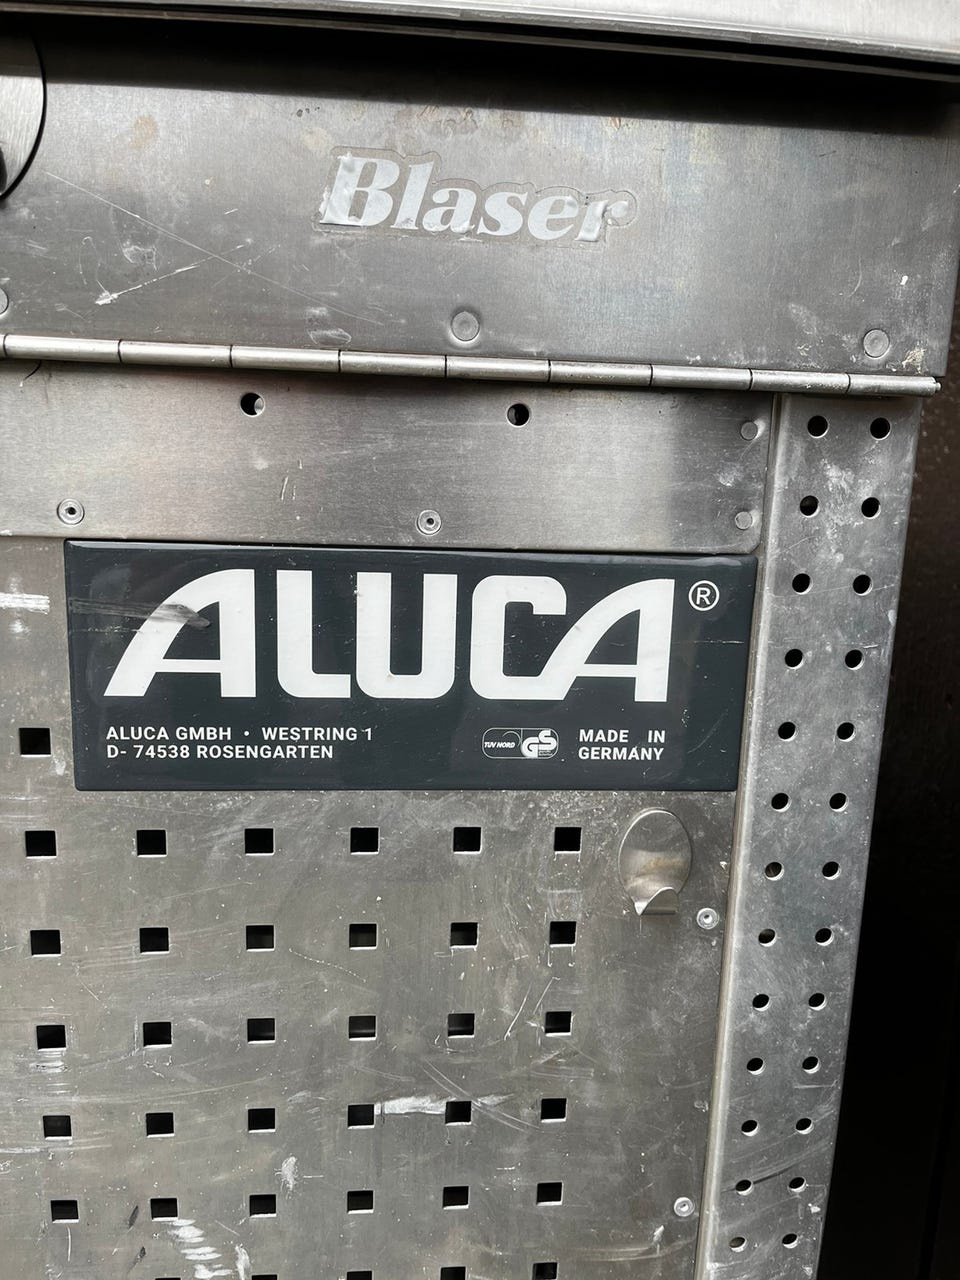 Blaser
ALUCA®
ALUCA GMBH • WESTRING 1
D- 74538 ROSENGARTEN
TÜV NORD GS
MADE IN
GERMANY